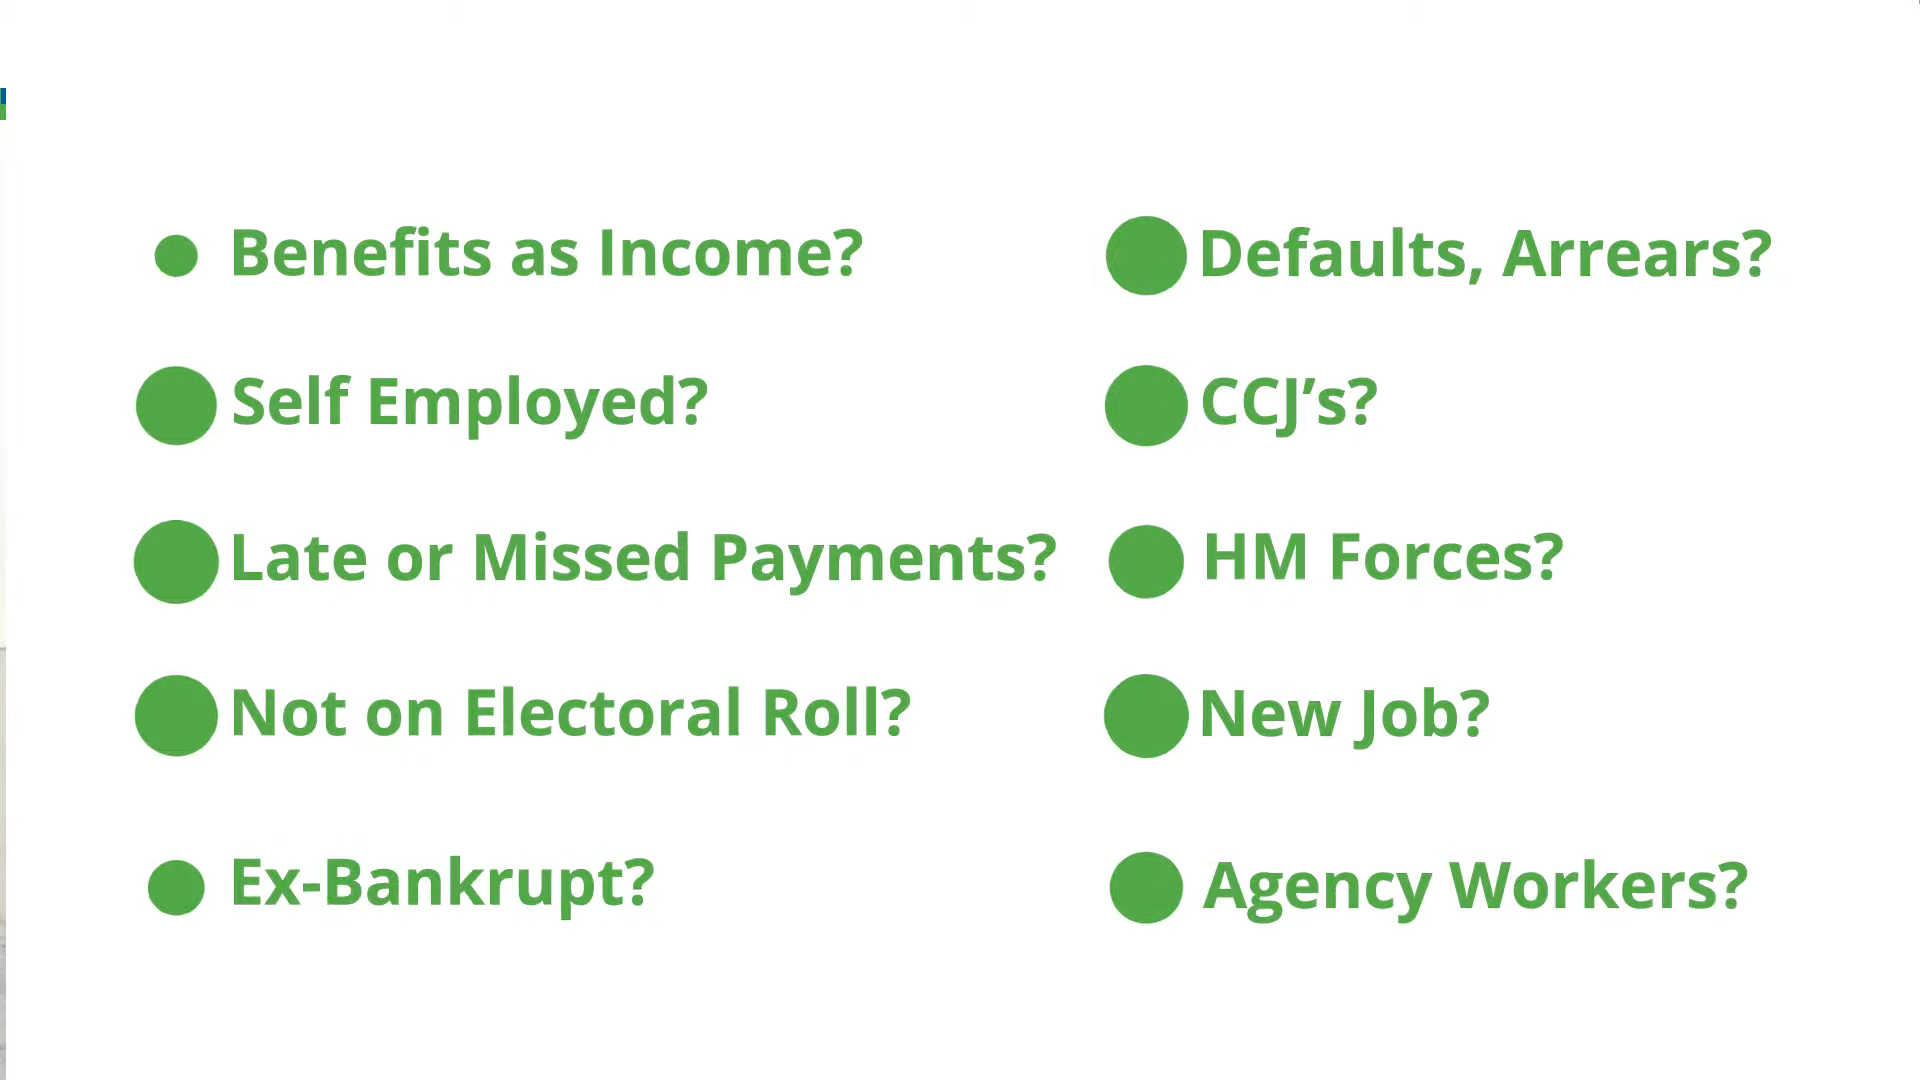 Benefits as Income?
Self Employed?
Late or Missed Payments?
Not on Electoral Roll?
Ex-Bankrupt?
Defaults, Arrears?
CCJ’s?
HM Forces?
New Job?
Agency Workers?